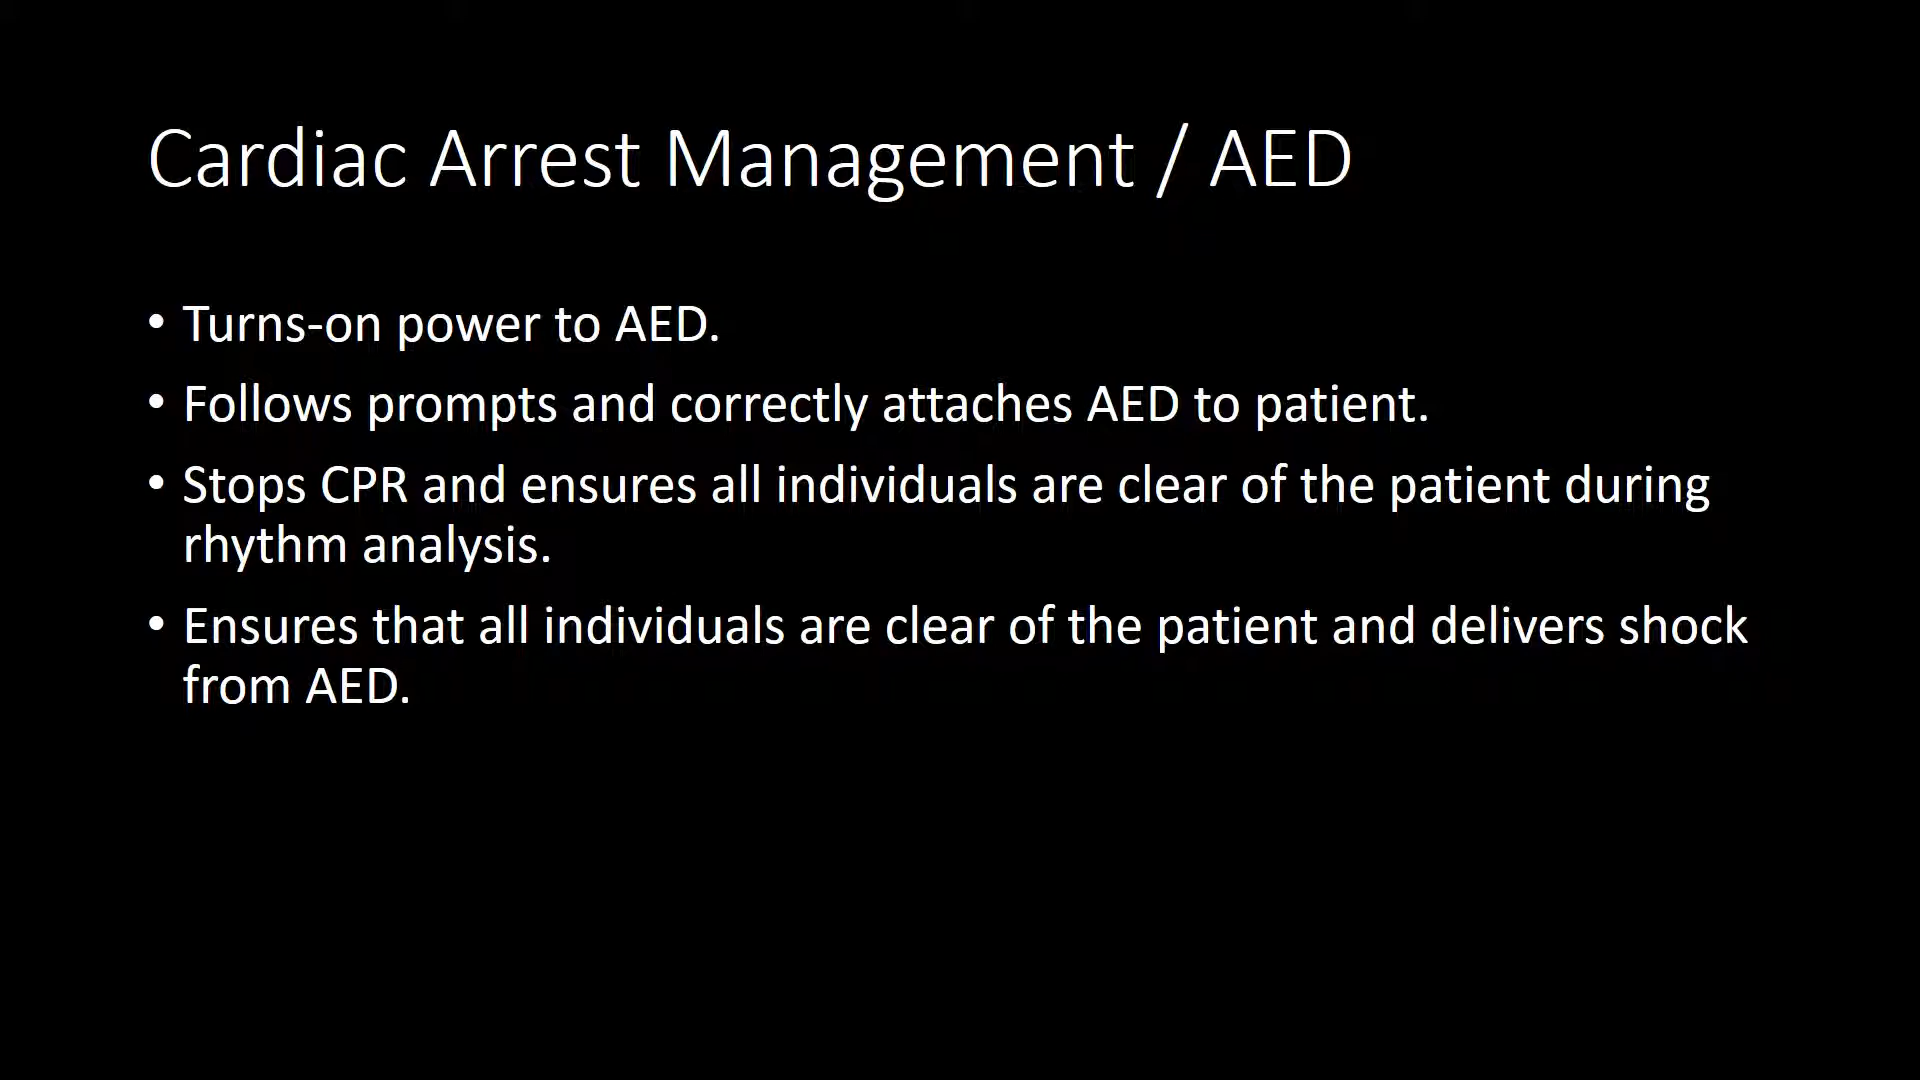 Cardiac Arrest Management / AED
• Turns-on power to AED.
• Follows prompts and correctly attaches AED to patient.
• Stops CPR and ensures all individuals are clear of the patient during
rhythm analysis.
• Ensures that all individuals are clear of the patient and delivers shock
from AED.